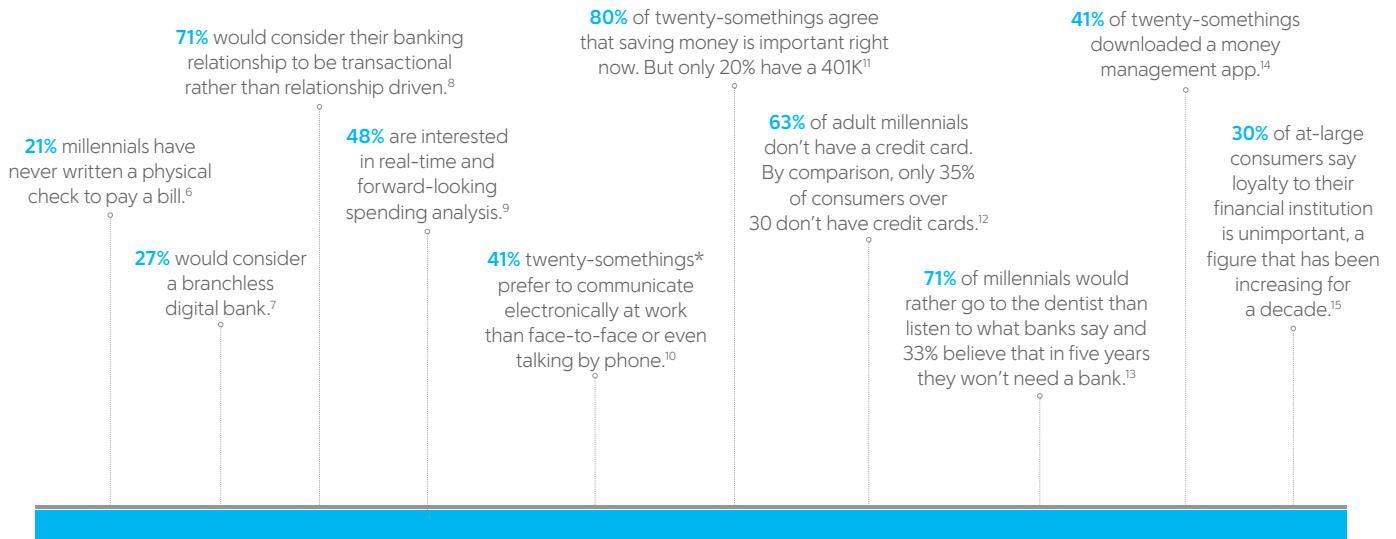 21% millennials have
never written a physical
check to pay a bill.6
27% would consider
a branchless
digital bank.7
71% would consider their banking
relationship to be transactional
rather than relationship driven.8
48% are interested
in real-time and
forward-looking
spending analysis.9
41% twenty-somethings*
prefer to communicate
electronically at work
than face-to-face or even
talking by phone.10
80% of twenty-somethings agree
that saving money is important right
now. But only 20% have a 401K11
63% of adult millennials
don’t have a credit card.
By comparison, only 35%
of consumers over
30 don’t have credit cards.12
71% of millennials would
rather go to the dentist than
listen to what banks say and
33% believe that in five years
they won’t need a bank.13
41% of twenty-somethings
downloaded a money
management app.14
30% of at-large
consumers say
loyalty to their
financial institution
is unimportant, a
figure that has been
increasing for
a decade.15